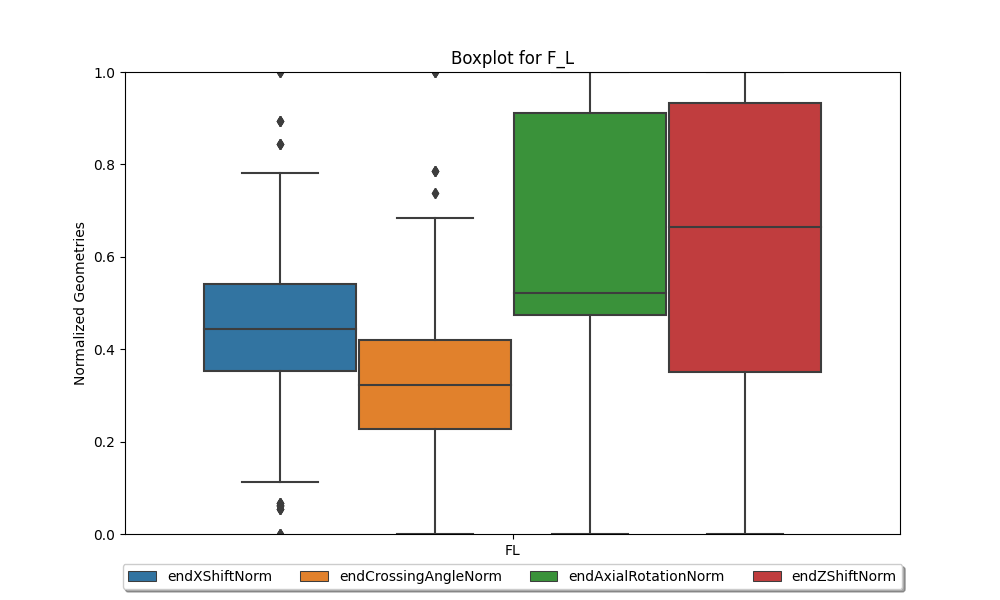 Boxplot for F_L
1.0
0.8
0.6
0.4
0.2
0.0
Normalized Geometries
FL
endXShiftNorm endCrossingAngleNorm endAxialRotationNorm endZShiftNorm